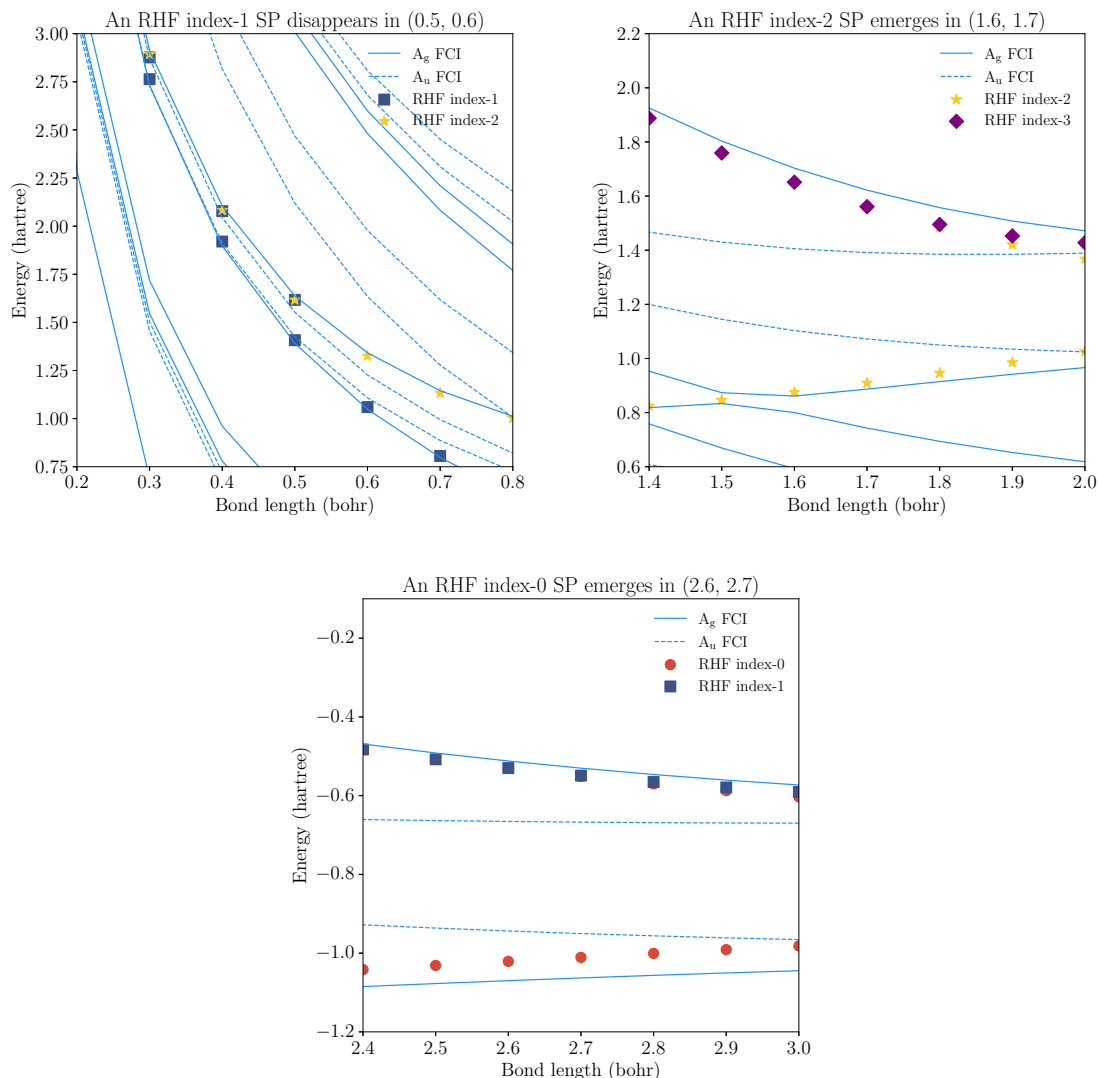 An RHF index-1 SP disappears in (0.5, 0.6)
3.00
2.75
2.50
2.25
2.00
1.75
1.50
1.25
1.00
0.75
Energy (hartree)
A_g FCI
A_u FCI
RHF index-1
RHF index-2
0.2 0.3 0.4 0.5 0.6 0.7 0.8
Bond length (bohr)
An RHF index-2 SP emerges in (1.6, 1.7)
2.2
2.0
1.8
1.6
1.4
1.2
1.0
0.8
0.6
Energy (hartree)
A_g FCI
A_u FCI
RHF index-2
RHF index-3
1.4 1.5 1.6 1.7 1.8 1.9 2.0
Bond length (bohr)
An RHF index-0 SP emerges in (2.6, 2.7)
−0.2
−0.4
−0.6
−0.8
−1.0
−1.2
Energy (hartree)
A_g FCI
A_u FCI
RHF index-0
RHF index-1
2.4 2.5 2.6 2.7 2.8 2.9 3.0
Bond length (bohr)